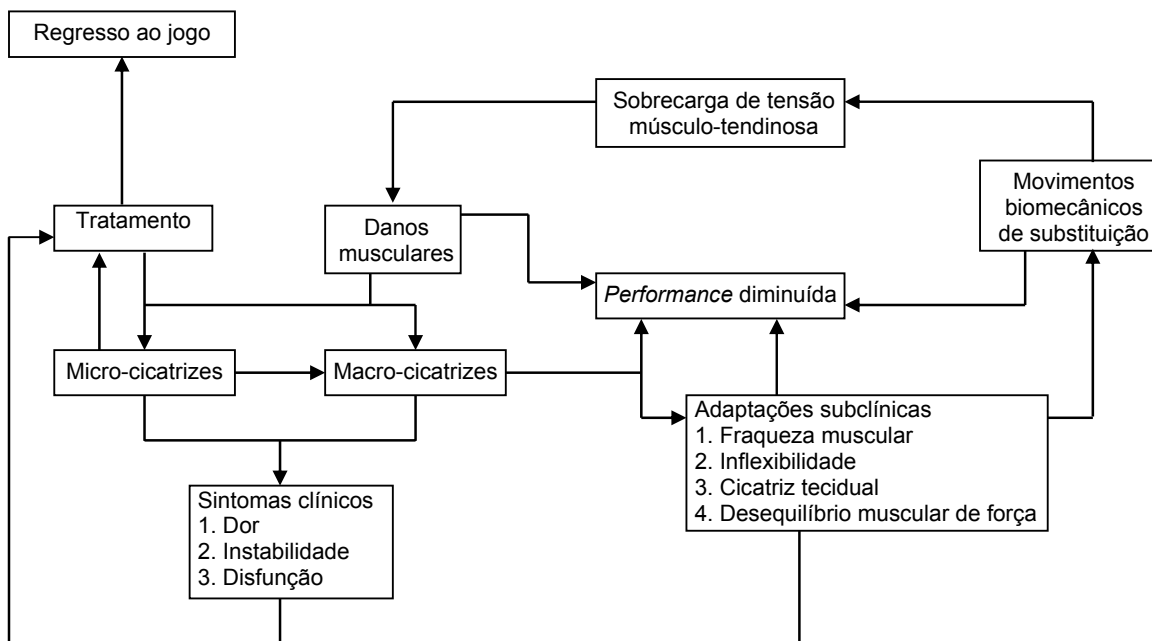 Regresso ao jogo
Sobrecarga de tensão
músculo-tendinosa
Movimentos
biomecânicos
de substituição
Tratamento
Danos
musculares
Performance diminuída
Micro-cicatrizes
Macro-cicatrizes
Adaptações subclínicas
1. Fraqueza muscular
2. Inflexibilidade
3. Cicatriz tecidual
4. Desequilíbrio muscular de força
Sintomas clínicos
1. Dor
2. Instabilidade
3. Disfunção